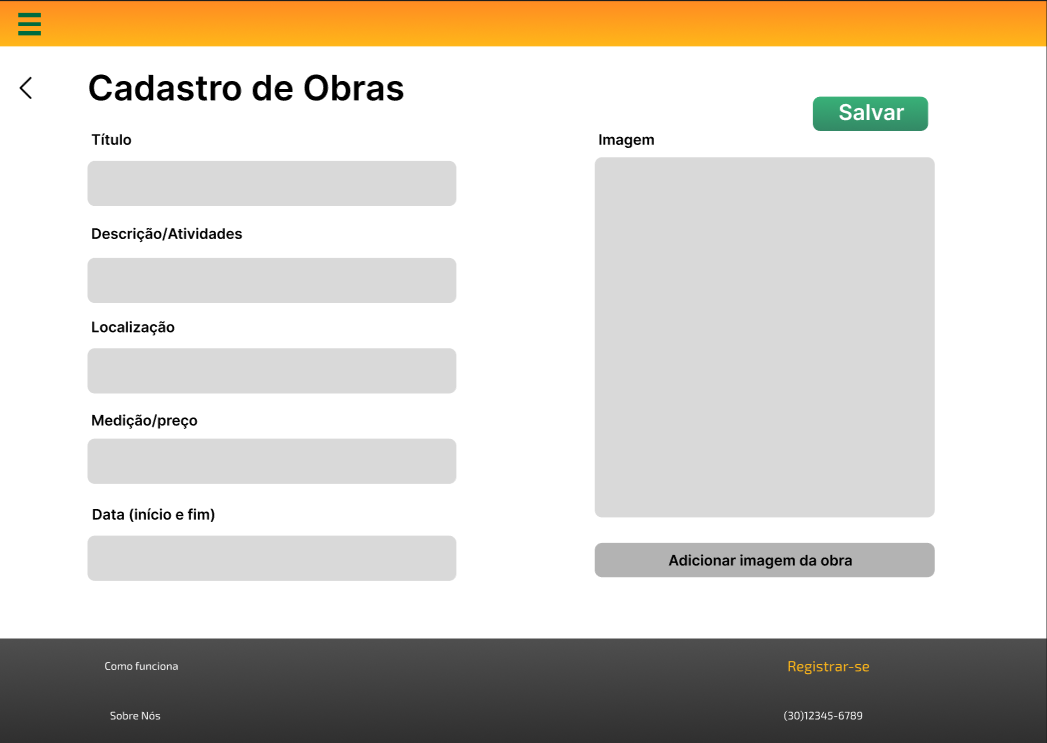 Cadastro de Obras
Salvar
Título
Imagem
Descrição/Atividades
Localização
Medição/preço
Data (início e fim)
Adicionar imagem da obra
Como funciona
Registrar-se
Sobre Nós
(30)12345-6789